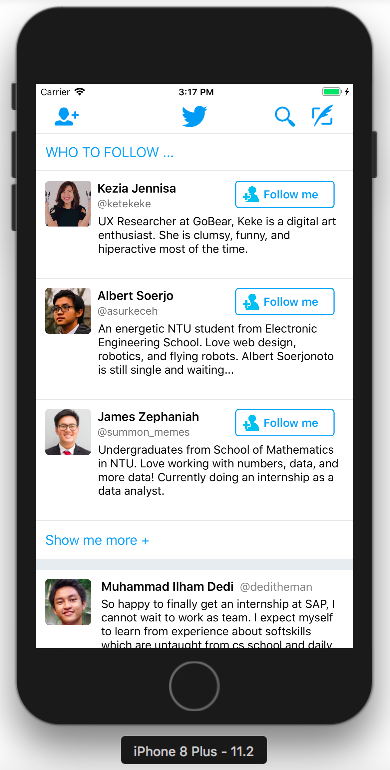 Carrier 3:17 PM
WHO TO FOLLOW ...
Kezia Jennisa Follow me
@ketekeke
UX Researcher at GoBear, Keke is a digital art
enthusiast. She is clumsy, funny, and
hiperactive most of the time.
Albert Soerjo Follow me
@asurkeceh
An energetic NTU student from Electronic
Engineering School. Love web design,
robotics, and flying robots. Albert Soerjonoto
is still single and waiting...
James Zephaniah Follow me
@summon_memes
Undergraduates from School of Mathematics
in NTU. Love working with numbers, data, and
more data! Currently doing an internship as a
data analyst.
Show me more +
Muhammad Ilham Dedi @deditheman
So happy to finally get an internship at SAP, I
cannot wait to work as team. I expect myself
to learn from experience about softskills
which are untaught from cs school and daily
iPhone 8 Plus - 11.2